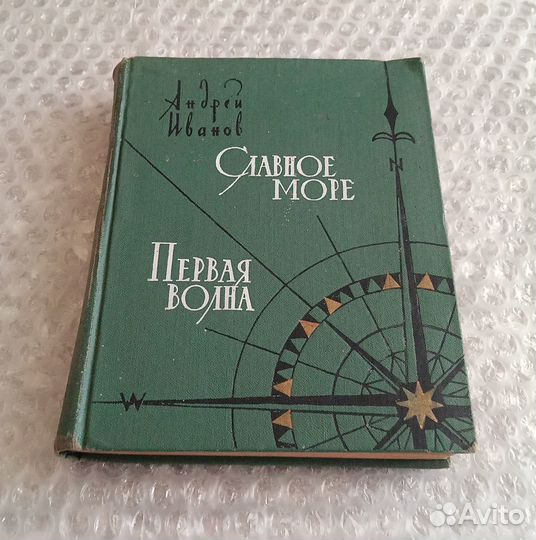 Андрей
Иванов
Славное
море
Первая
волна
N
W
Avito